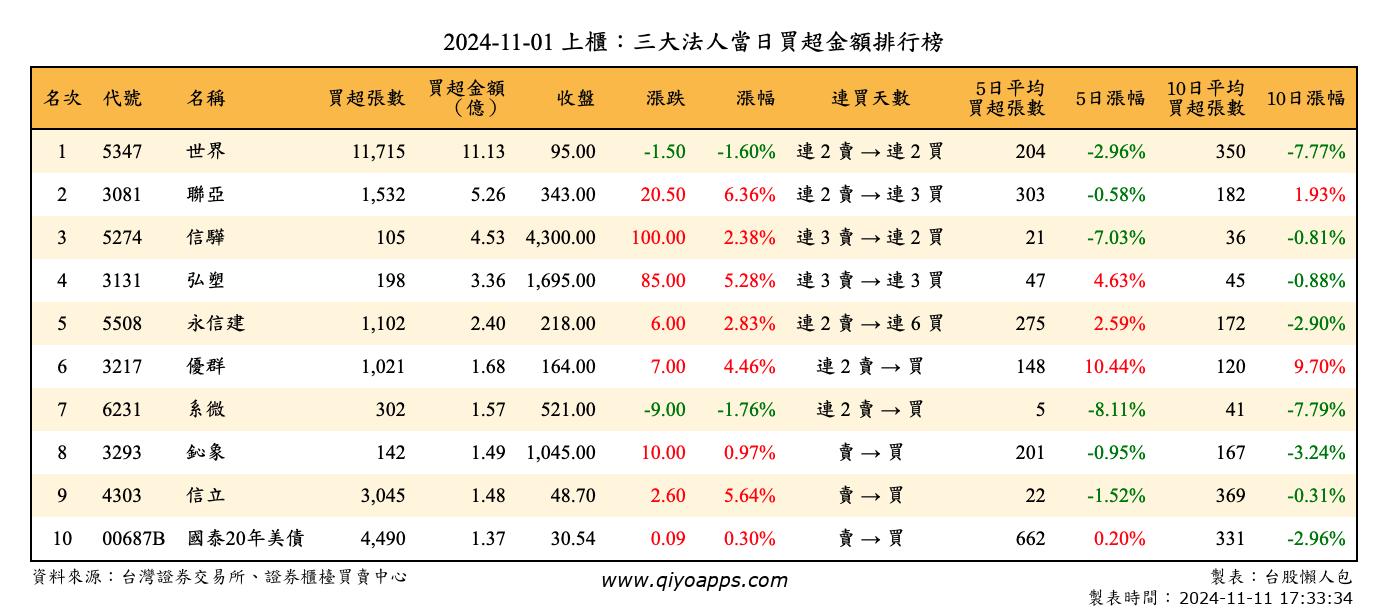 2024-11-01 上櫃：三大法人當日買超金額排行榜
名次 代號 名稱 買超張數 買超金額（億） 收盤 漲跌 漲幅 連買天數 5日平均買超張數 5日漲幅 10日平均買超張數 10日漲幅
1 5347 世界 11,715 11.13 95.00 -1.50 -1.60% 連 2 賣 → 連 2 買 204 -2.96% 350 -7.77%
2 3081 聯亞 1,532 5.26 343.00 20.50 6.36% 連 2 賣 → 連 3 買 303 -0.58% 182 1.93%
3 5274 信驊 105 4.53 4,300.00 100.00 2.38% 連 3 賣 → 連 2 買 21 -7.03% 36 -0.81%
4 3131 弘塑 198 3.36 1,695.00 85.00 5.28% 連 3 賣 → 連 3 買 47 4.63% 45 -0.88%
5 5508 永信建 1,102 2.40 218.00 6.00 2.83% 連 2 賣 → 連 6 買 275 2.59% 172 -2.90%
6 3217 優群 1,021 1.68 164.00 7.00 4.46% 連 2 賣 → 買 148 10.44% 120 9.70%
7 6231 系微 302 1.57 521.00 -9.00 -1.76% 連 2 賣 → 買 5 -8.11% 41 -7.79%
8 3293 鈊象 142 1.49 1,045.00 10.00 0.97% 賣 → 買 201 -0.95% 167 -3.24%
9 4303 信立 3,045 1.48 48.70 2.60 5.64% 賣 → 買 22 -1.52% 369 -0.31%
10 00687B 國泰20年美債 4,490 1.37 30.54 0.09 0.30% 賣 → 買 662 0.20% 331 -2.96%
資料來源：台灣證券交易所、證券櫃檯買賣中心 www.qiyoapps.com 製表：台股懶人包
製表時間：2024-11-11 17:33:34